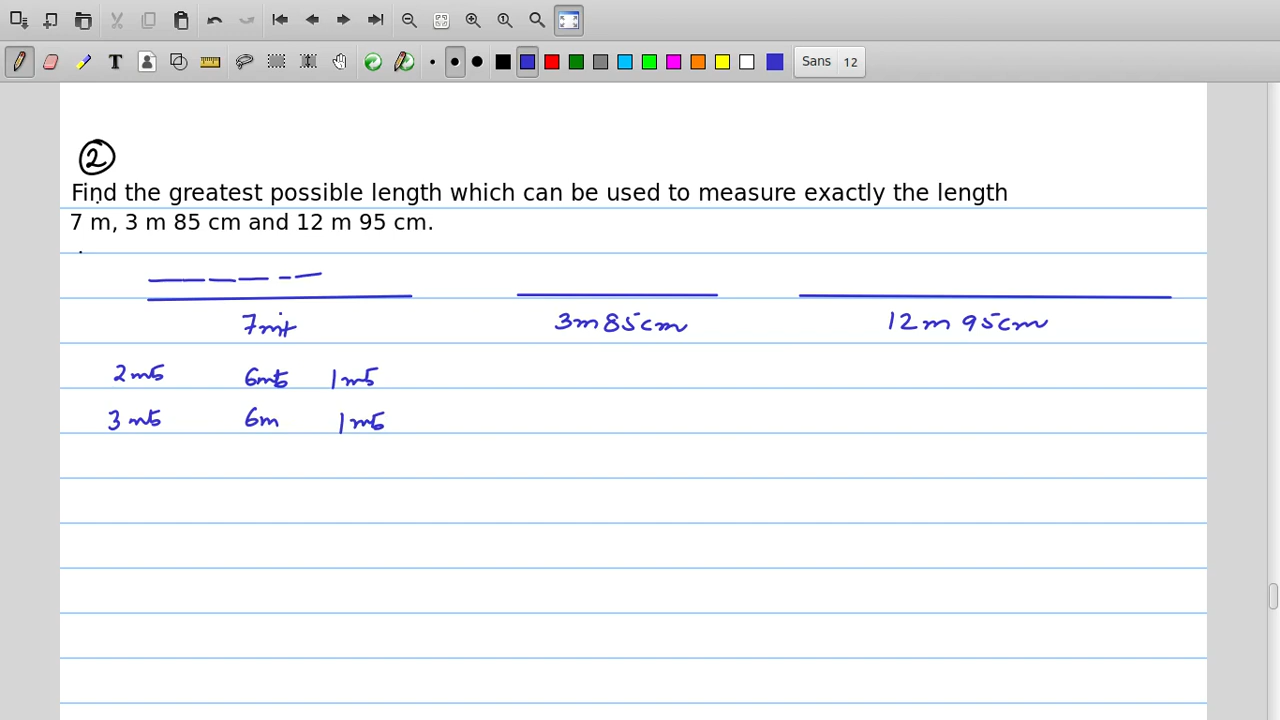 Sans 12
2
Find the greatest possible length which can be used to measure exactly the length
7 m, 3 m 85 cm and 12 m 95 cm.
7mt 3m 85cm 12m 95cm
2mts 6mts 1mts
3mts 6m 1mts